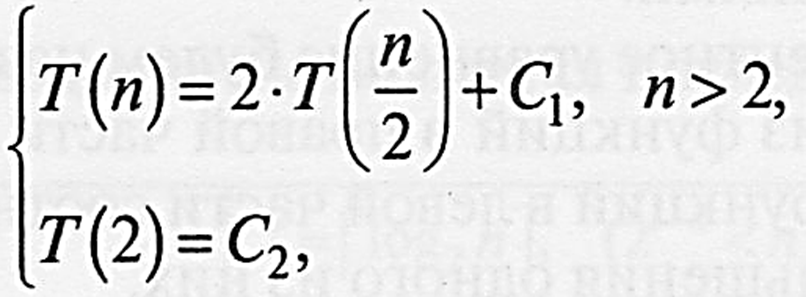 T(n) = 2·T(n/2) + C₁, n > 2,
T(2) = C₂,